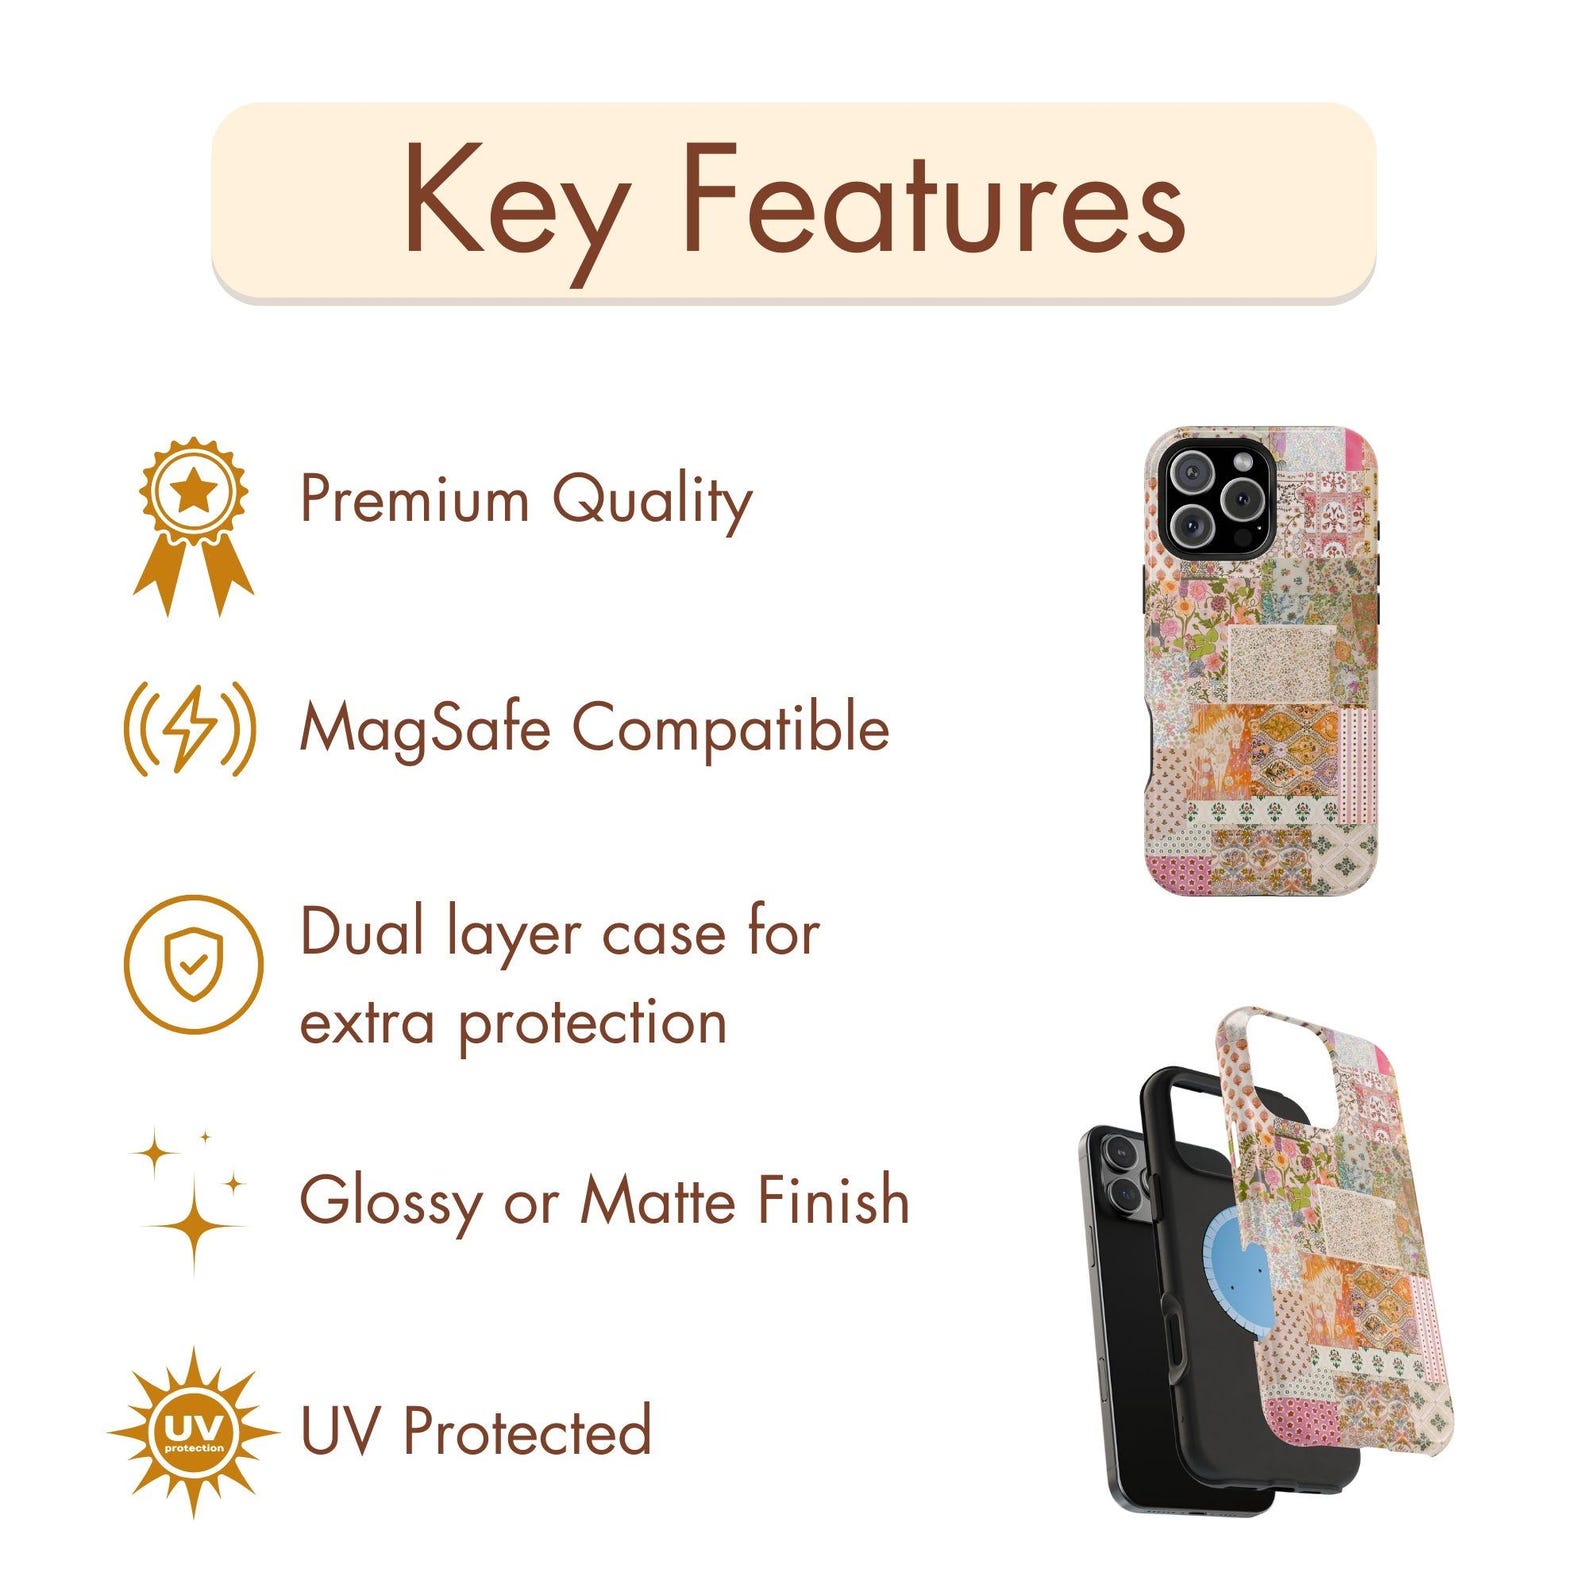 Key Features
Premium Quality
MagSafe Compatible
Dual layer case for
extra protection
Glossy or Matte Finish
UV
protection
UV Protected